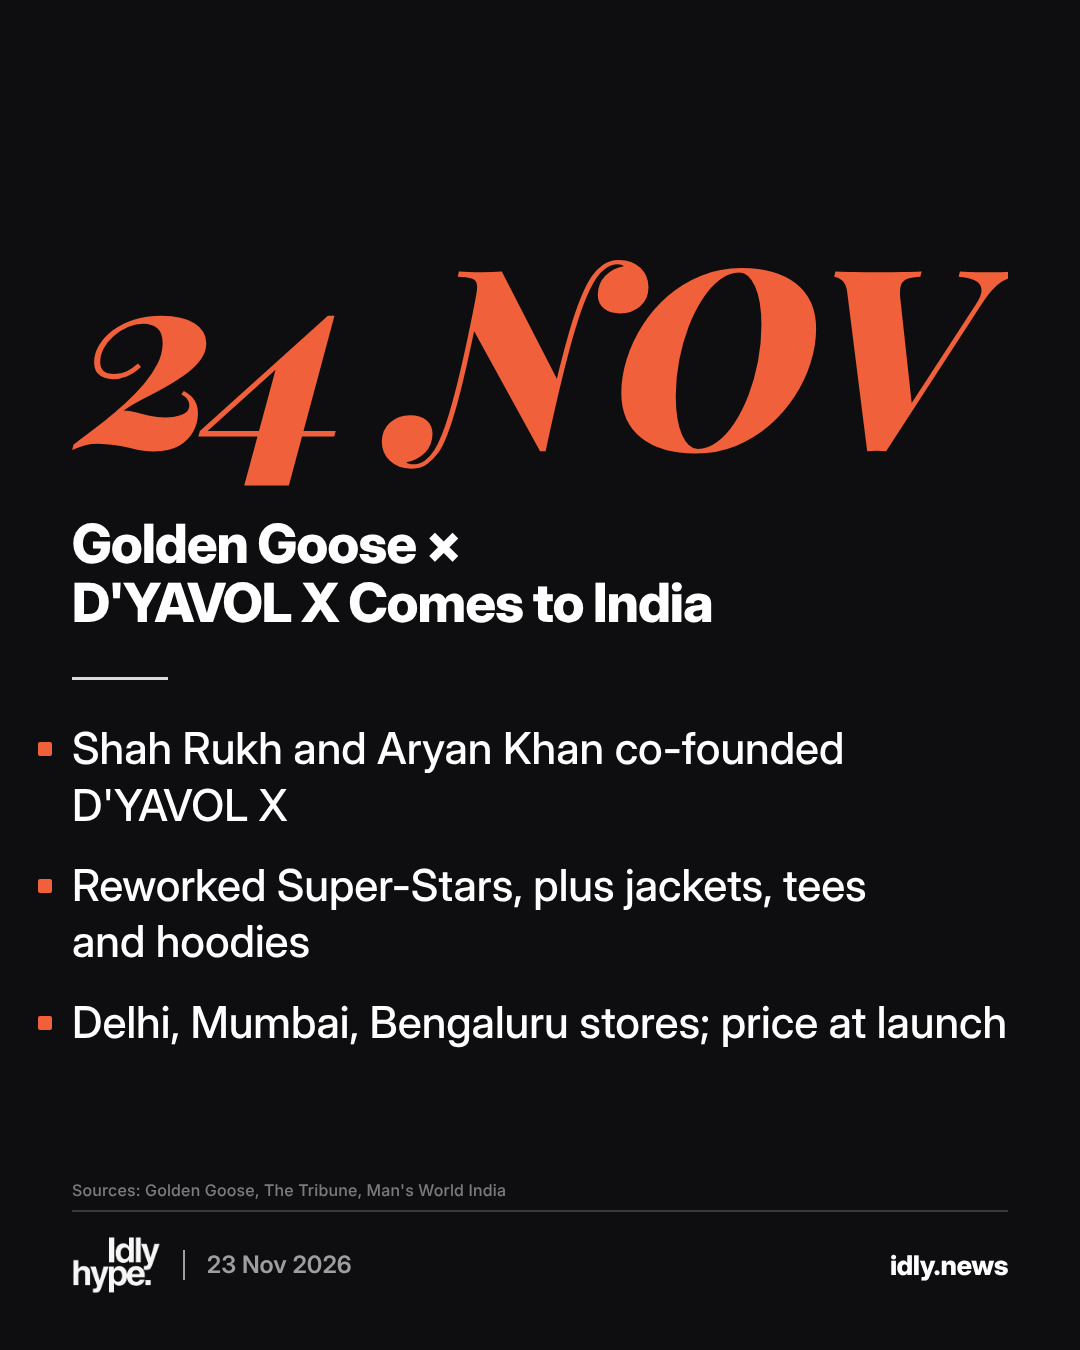 24 NOV
Golden Goose ×
D'YAVOL X Comes to India
Shah Rukh and Aryan Khan co-founded
D'YAVOL X
Reworked Super-Stars, plus jackets, tees
and hoodies
Delhi, Mumbai, Bengaluru stores; price at launch
Sources: Golden Goose, The Tribune, Man's World India
Idly
hype.
23 Nov 2026
idly.news